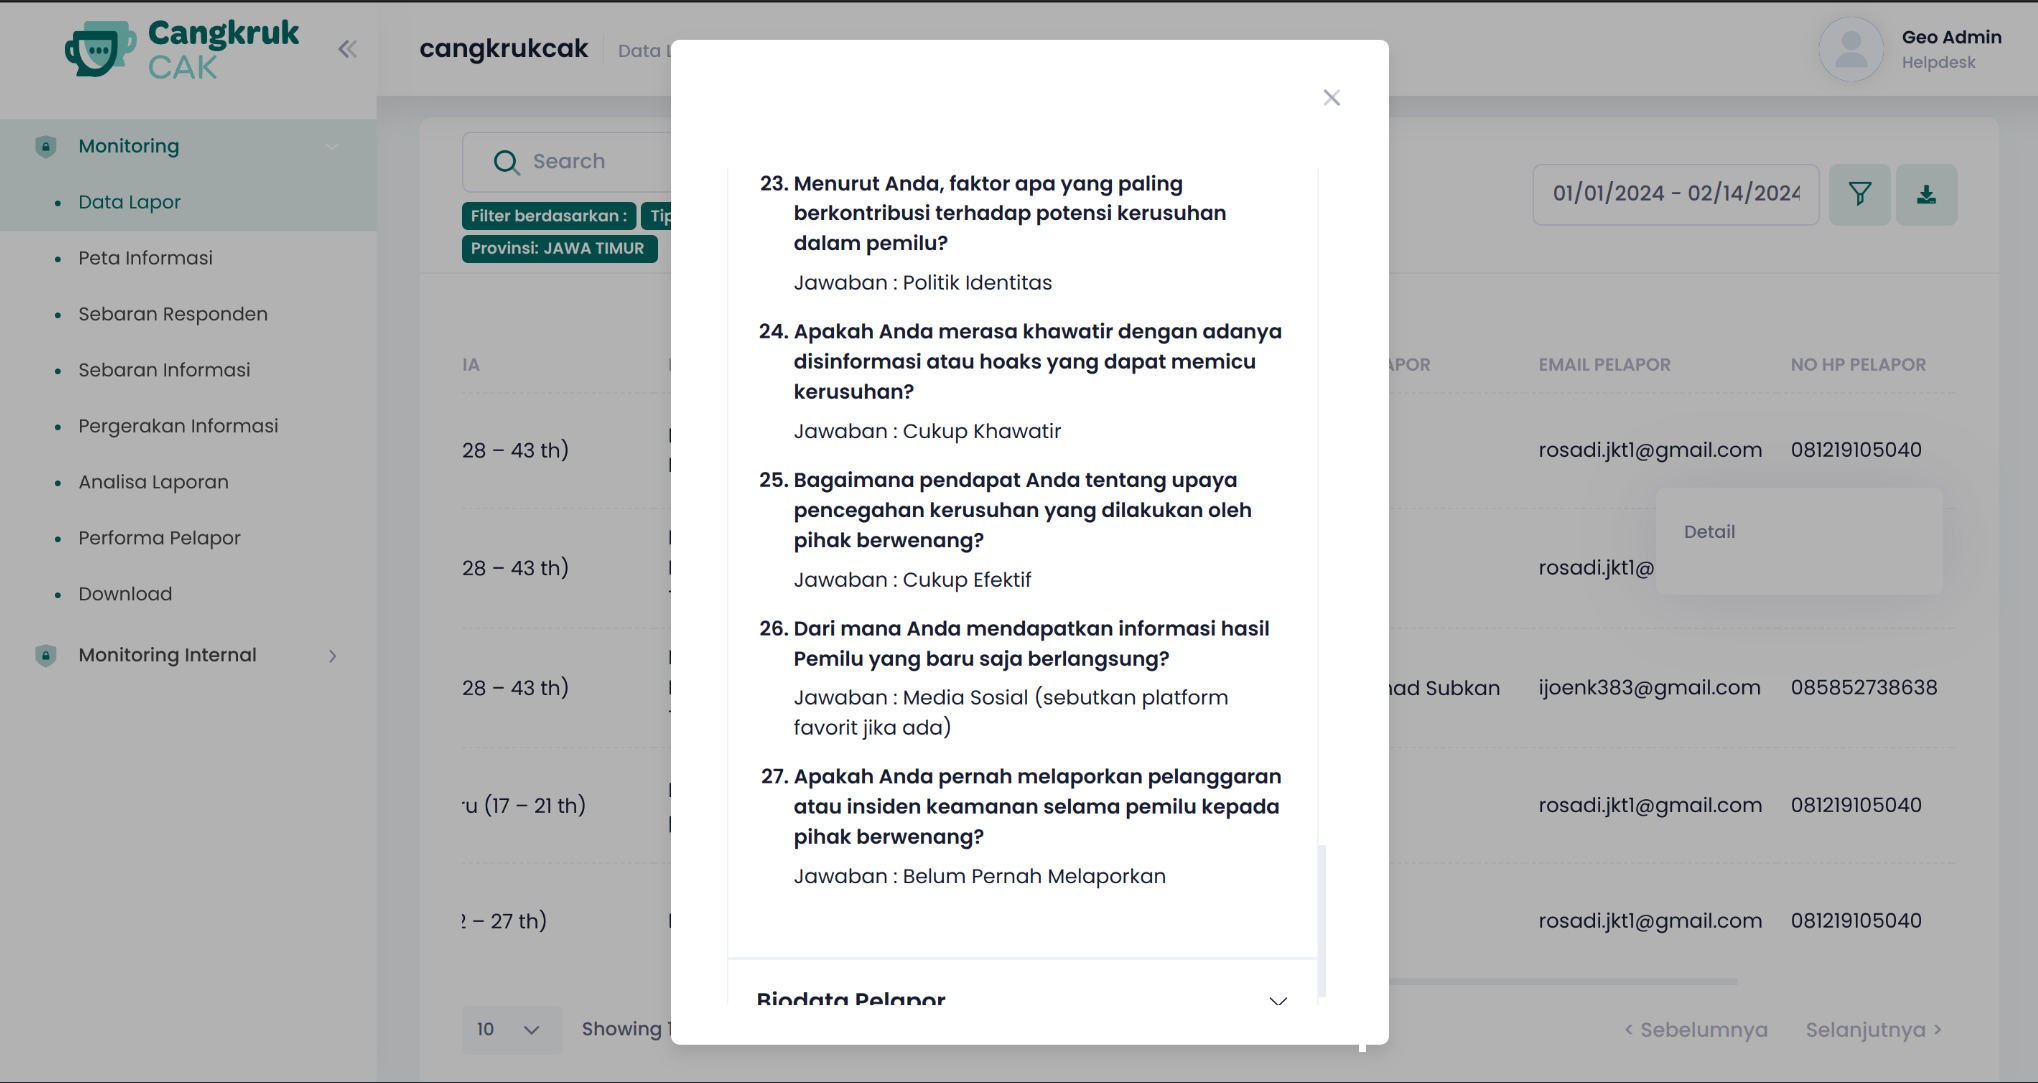 Cangkruk
CAK
cangkrukcak
Data L
Geo Admin
Helpdesk
Monitoring
Data Lapor
Peta Informasi
Sebaran Responden
Sebaran Informasi
Pergerakan Informasi
Analisa Laporan
Performa Pelapor
Download
Monitoring Internal
Search
Filter berdasarkan :
Tip
Provinsi: JAWA TIMUR
01/01/2024 - 02/14/2024
23. Menurut Anda, faktor apa yang paling
berkontribusi terhadap potensi kerusuhan
dalam pemilu?
Jawaban : Politik Identitas
24. Apakah Anda merasa khawatir dengan adanya
disinformasi atau hoaks yang dapat memicu
kerusuhan?
Jawaban : Cukup Khawatir
25. Bagaimana pendapat Anda tentang upaya
pencegahan kerusuhan yang dilakukan oleh
pihak berwenang?
Jawaban : Cukup Efektif
26. Dari mana Anda mendapatkan informasi hasil
Pemilu yang baru saja berlangsung?
Jawaban : Media Sosial (sebutkan platform
favorit jika ada)
27. Apakah Anda pernah melaporkan pelanggaran
atau insiden keamanan selama pemilu kepada
pihak berwenang?
Jawaban : Belum Pernah Melaporkan
Biodata Pelapor
IA
APOR
EMAIL PELAPOR
NO HP PELAPOR
28 – 43 th)
rosadi.jkt1@gmail.com
081219105040
Detail
28 – 43 th)
rosadi.jkt1@
28 – 43 th)
nad Subkan
ijoenk383@gmail.com
085852738638
ru (17 – 21 th)
rosadi.jkt1@gmail.com
081219105040
2 – 27 th)
rosadi.jkt1@gmail.com
081219105040
10
Showing 1
< Sebelumnya
Selanjutnya >